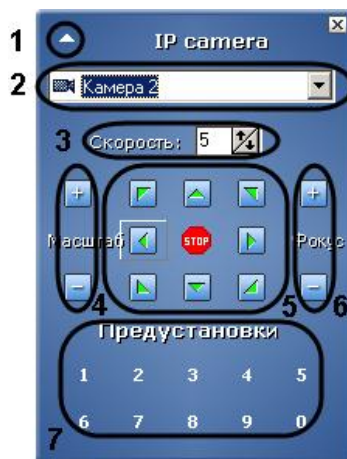 1 IP camera
2 Камера 2
3 Скорость: 5
+ +
Масштаб STOP Фокус
- -
4 5 6
Предустановки
1 2 3 4 5
6 7 8 9 0
7